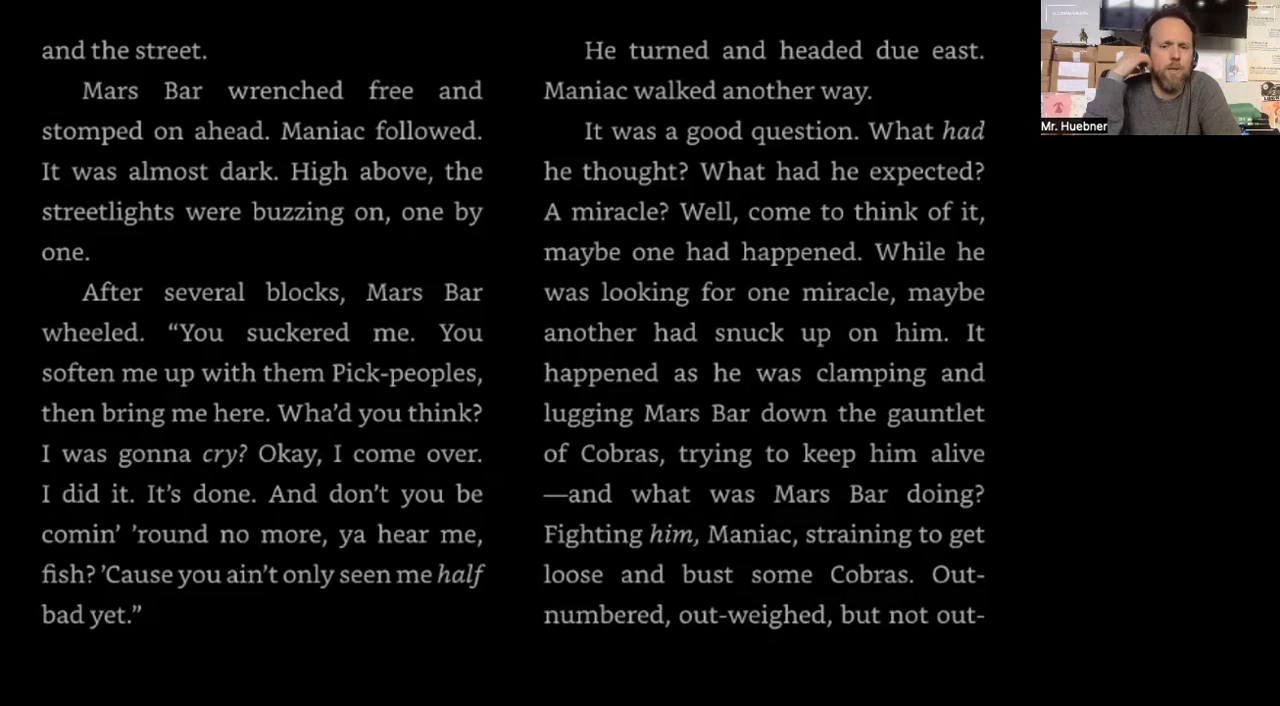 and the street.
Mars Bar wrenched free and
stomped on ahead. Maniac followed.
It was almost dark. High above, the
streetlights were buzzing on, one by
one.
After several blocks, Mars Bar
wheeled. “You suckered me. You
soften me up with them Pick-peoples,
then bring me here. Wha’d you think?
I was gonna cry? Okay, I come over.
I did it. It’s done. And don’t you be
comin’ ’round no more, ya hear me,
fish? ’Cause you ain’t only seen me half
bad yet.”
He turned and headed due east.
Maniac walked another way.
It was a good question. What had
he thought? What had he expected?
A miracle? Well, come to think of it,
maybe one had happened. While he
was looking for one miracle, maybe
another had snuck up on him. It
happened as he was clamping and
lugging Mars Bar down the gauntlet
of Cobras, trying to keep him alive
—and what was Mars Bar doing?
Fighting him, Maniac, straining to get
loose and bust some Cobras. Out-
numbered, out-weighed, but not out-
Mr. Huebner